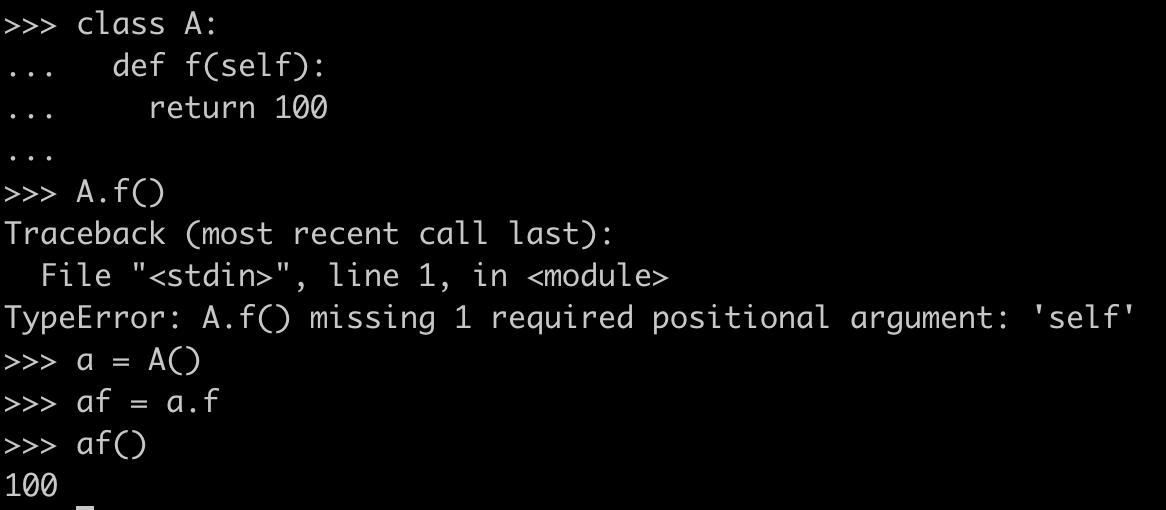 >>> class A:
...   def f(self):
...     return 100
...
>>> A.f()
Traceback (most recent call last):
  File "<stdin>", line 1, in <module>
TypeError: A.f() missing 1 required positional argument: 'self'
>>> a = A()
>>> af = a.f
>>> af()
100